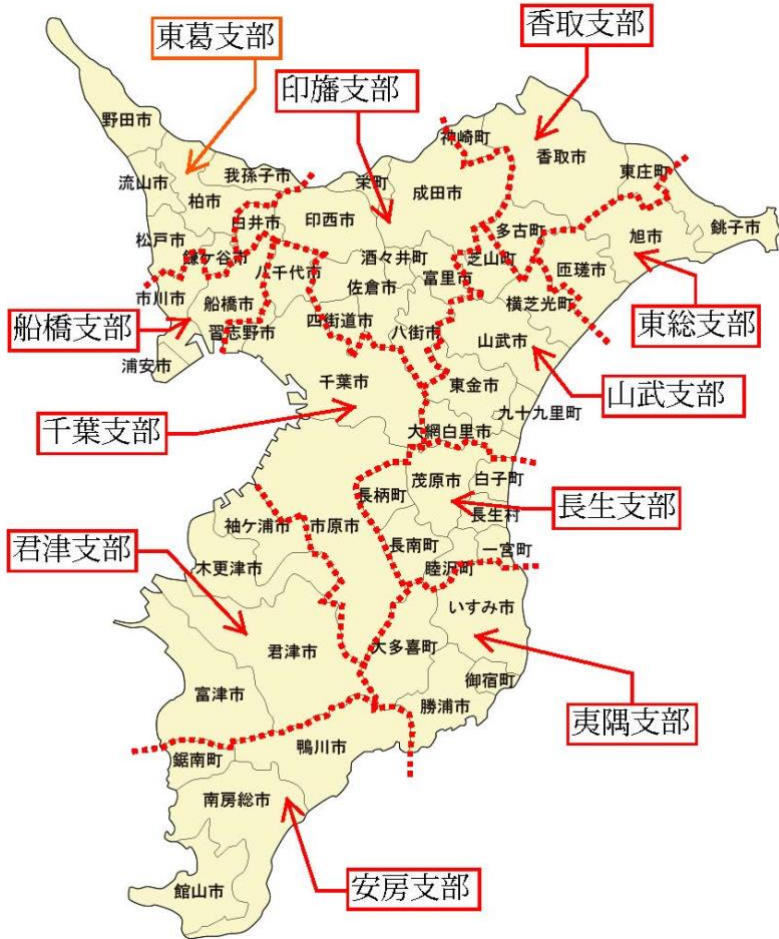 東葛支部
香取支部
印旛支部
野田市
神崎町
香取市
東庄町
我孫子市
栄町
成田市
流山市
柏市
白井市
印西市
多古町
銚子市
旭市
松戸市
鎌ケ谷市
八千代市
酒々井町
芝山町
匝瑳市
富里市
佐倉市
市川市
船橋市
横芝光町
船橋支部
習志野市
四街道市
八街市
山武市
東総支部
浦安市
千葉市
東金市
山武支部
九十九里町
千葉支部
大網白里市
茂原市
白子町
長柄町
長生村
長生支部
袖ケ浦市
市原市
君津支部
長南町
一宮町
木更津市
睦沢町
いすみ市
君津市
大多喜町
御宿町
富津市
勝浦市
夷隅支部
鴨川市
鋸南町
南房総市
館山市
安房支部